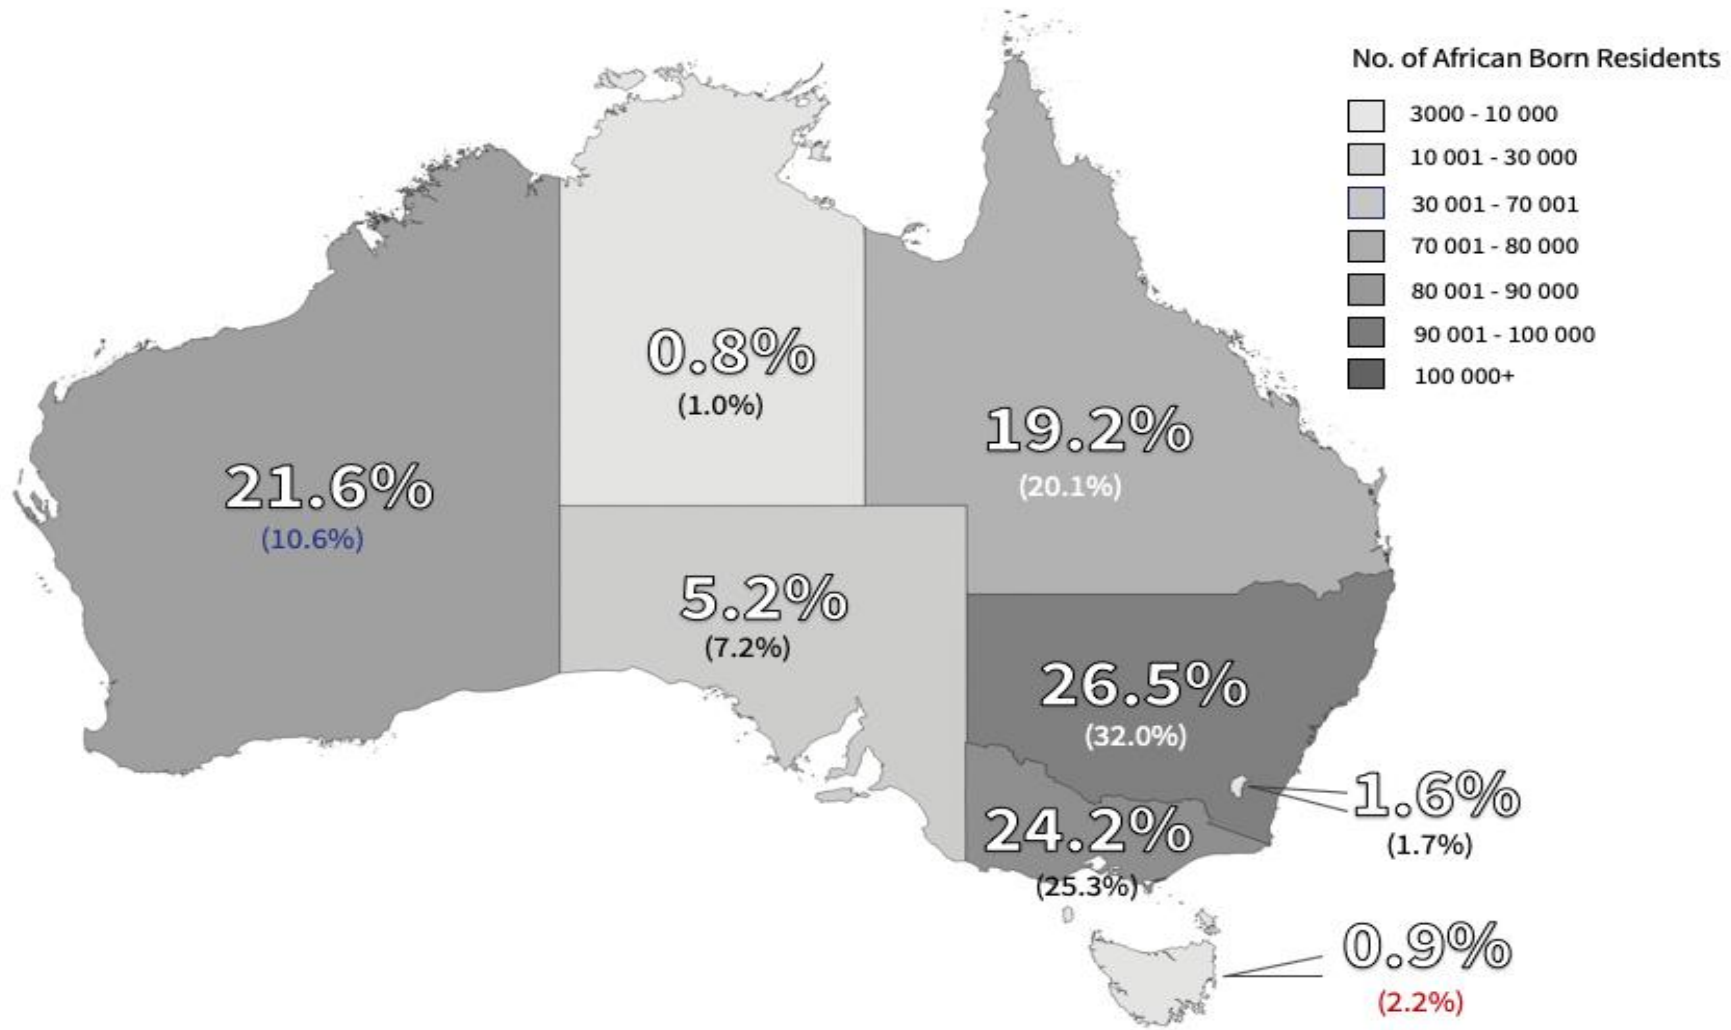 No. of African Born Residents
3000 - 10 000
10 001 - 30 000
30 001 - 70 001
70 001 - 80 000
80 001 - 90 000
90 001 - 100 000
100 000+
0.8%
(1.0%)
19.2%
(20.1%)
21.6%
(10.6%)
5.2%
(7.2%)
26.5%
(32.0%)
1.6%
(1.7%)
24.2%
(25.3%)
0.9%
(2.2%)